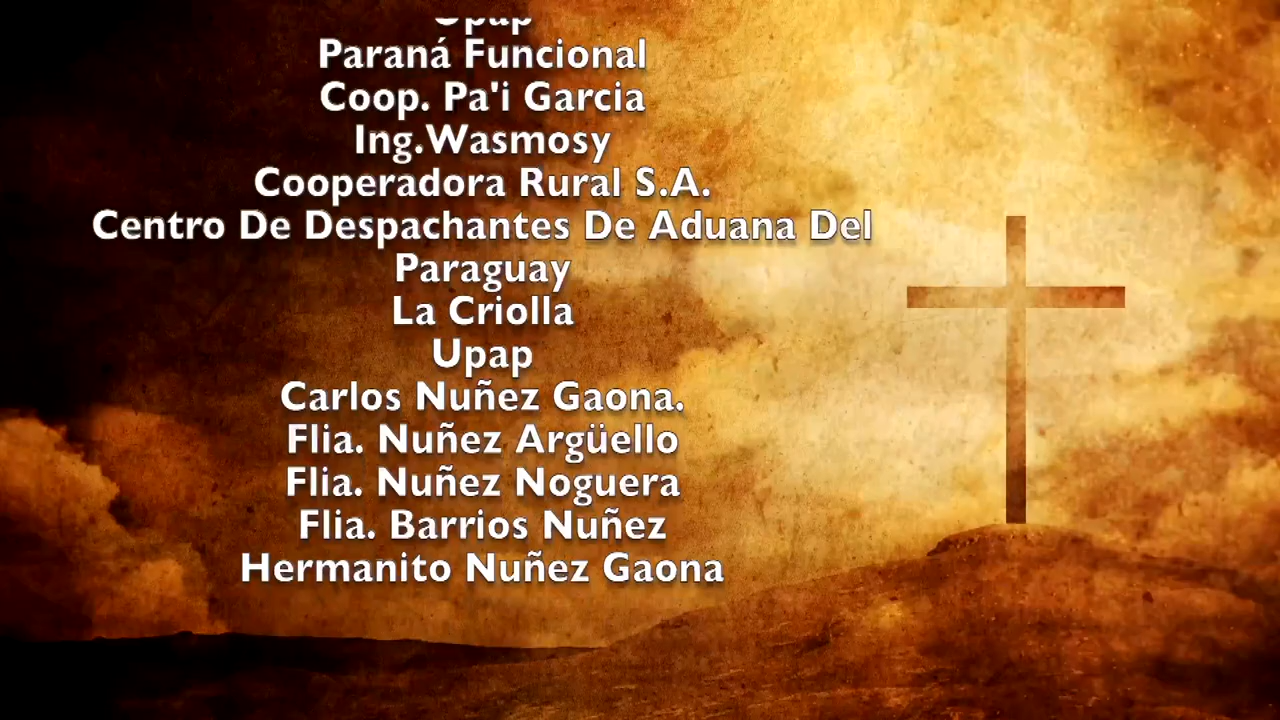 Paraná Funcional
Coop. Pa'i Garcia
Ing.Wasmosy
Cooperadora Rural S.A.
Centro De Despachantes De Aduana Del
Paraguay
La Criolla
Upap
Carlos Nuñez Gaona.
Flia. Nuñez Argüello
Flia. Nuñez Noguera
Flia. Barrios Nuñez
Hermanito Nuñez Gaona